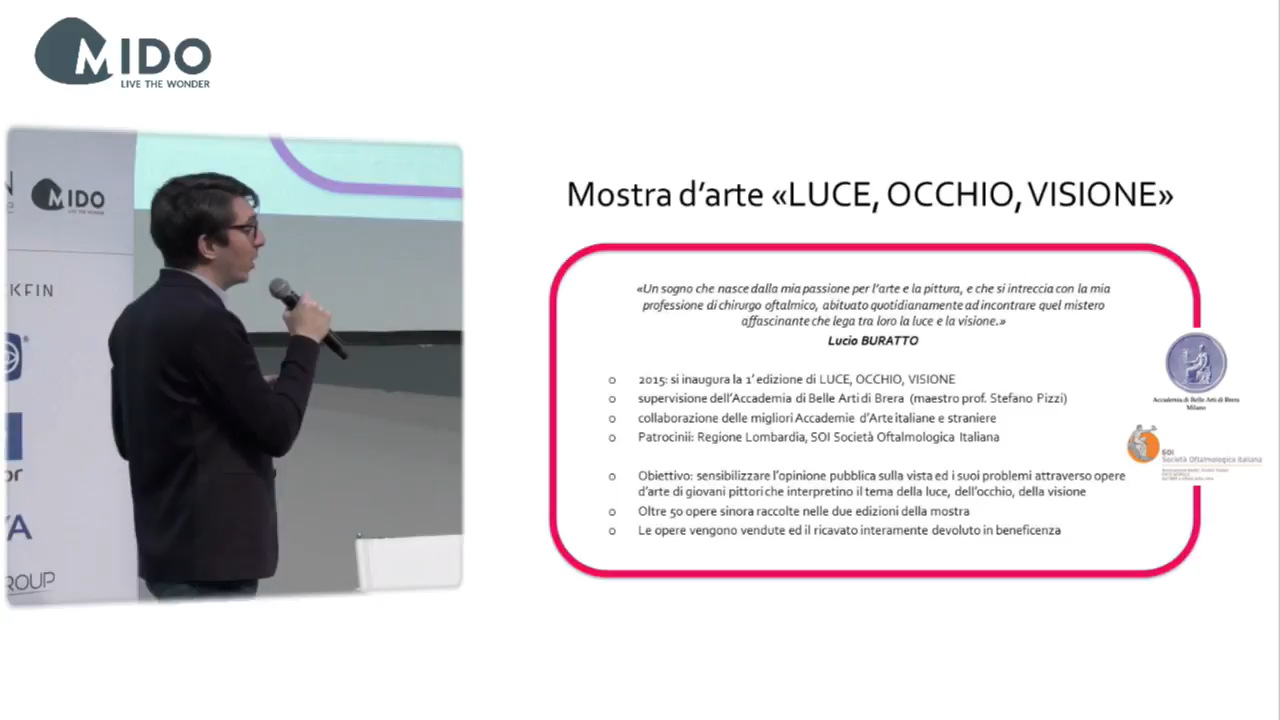 MIDO
LIVE THE WONDER
MIDO
LIVE THE WONDER
KFIN
or
YA
ROUP
Mostra d'arte «LUCE, OCCHIO, VISIONE»
«Un sogno che nasce dalla mia passione per l'arte e la pittura, e che si intreccia con la mia
professione di chirurgo oftalmico, abituato quotidianamente ad incontrare quel mistero
affascinante che lega tra loro la luce e la visione.»
Lucio BURATTO
o 2015: si inaugura la 1' edizione di LUCE, OCCHIO, VISIONE
o supervisione dell'Accademia di Belle Arti di Brera (maestro prof. Stefano Pizzi)
o collaborazione delle migliori Accademie d'Arte italiane e straniere
o Patrocinii: Regione Lombardia, SOI Società Oftalmologica Italiana
o Obiettivo: sensibilizzare l'opinione pubblica sulla vista ed i suoi problemi attraverso opere
d'arte di giovani pittori che interpretino il tema della luce, dell'occhio, della visione
o Oltre 50 opere sinora raccolte nelle due edizioni della mostra
o Le opere vengono vendute ed il ricavato interamente devoluto in beneficenza
Accademia di Belle Arti di Brera
Milano
SOI
Società Oftalmologica Italiana